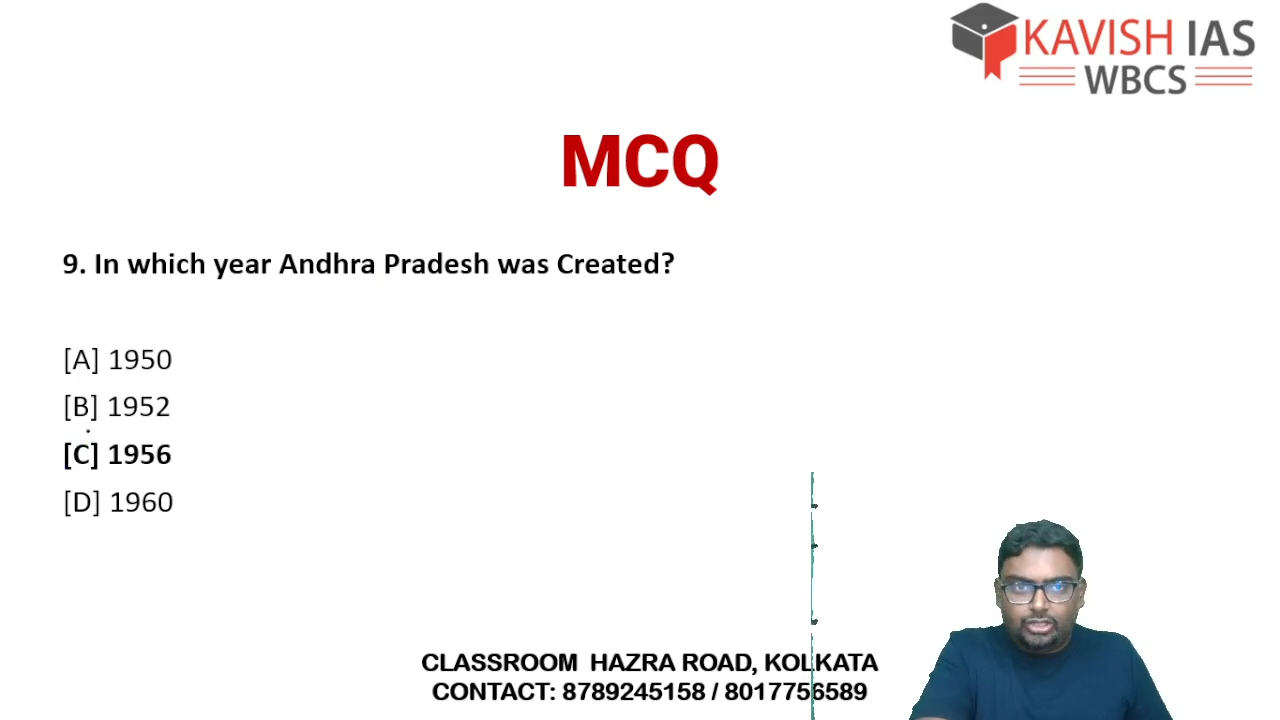 KAVISH IAS
WBCS
MCQ
9. In which year Andhra Pradesh was Created?
[A] 1950
[B] 1952
[C] 1956
[D] 1960
CLASSROOM HAZRA ROAD, KOLKATA
CONTACT: 8789245158 / 8017756589